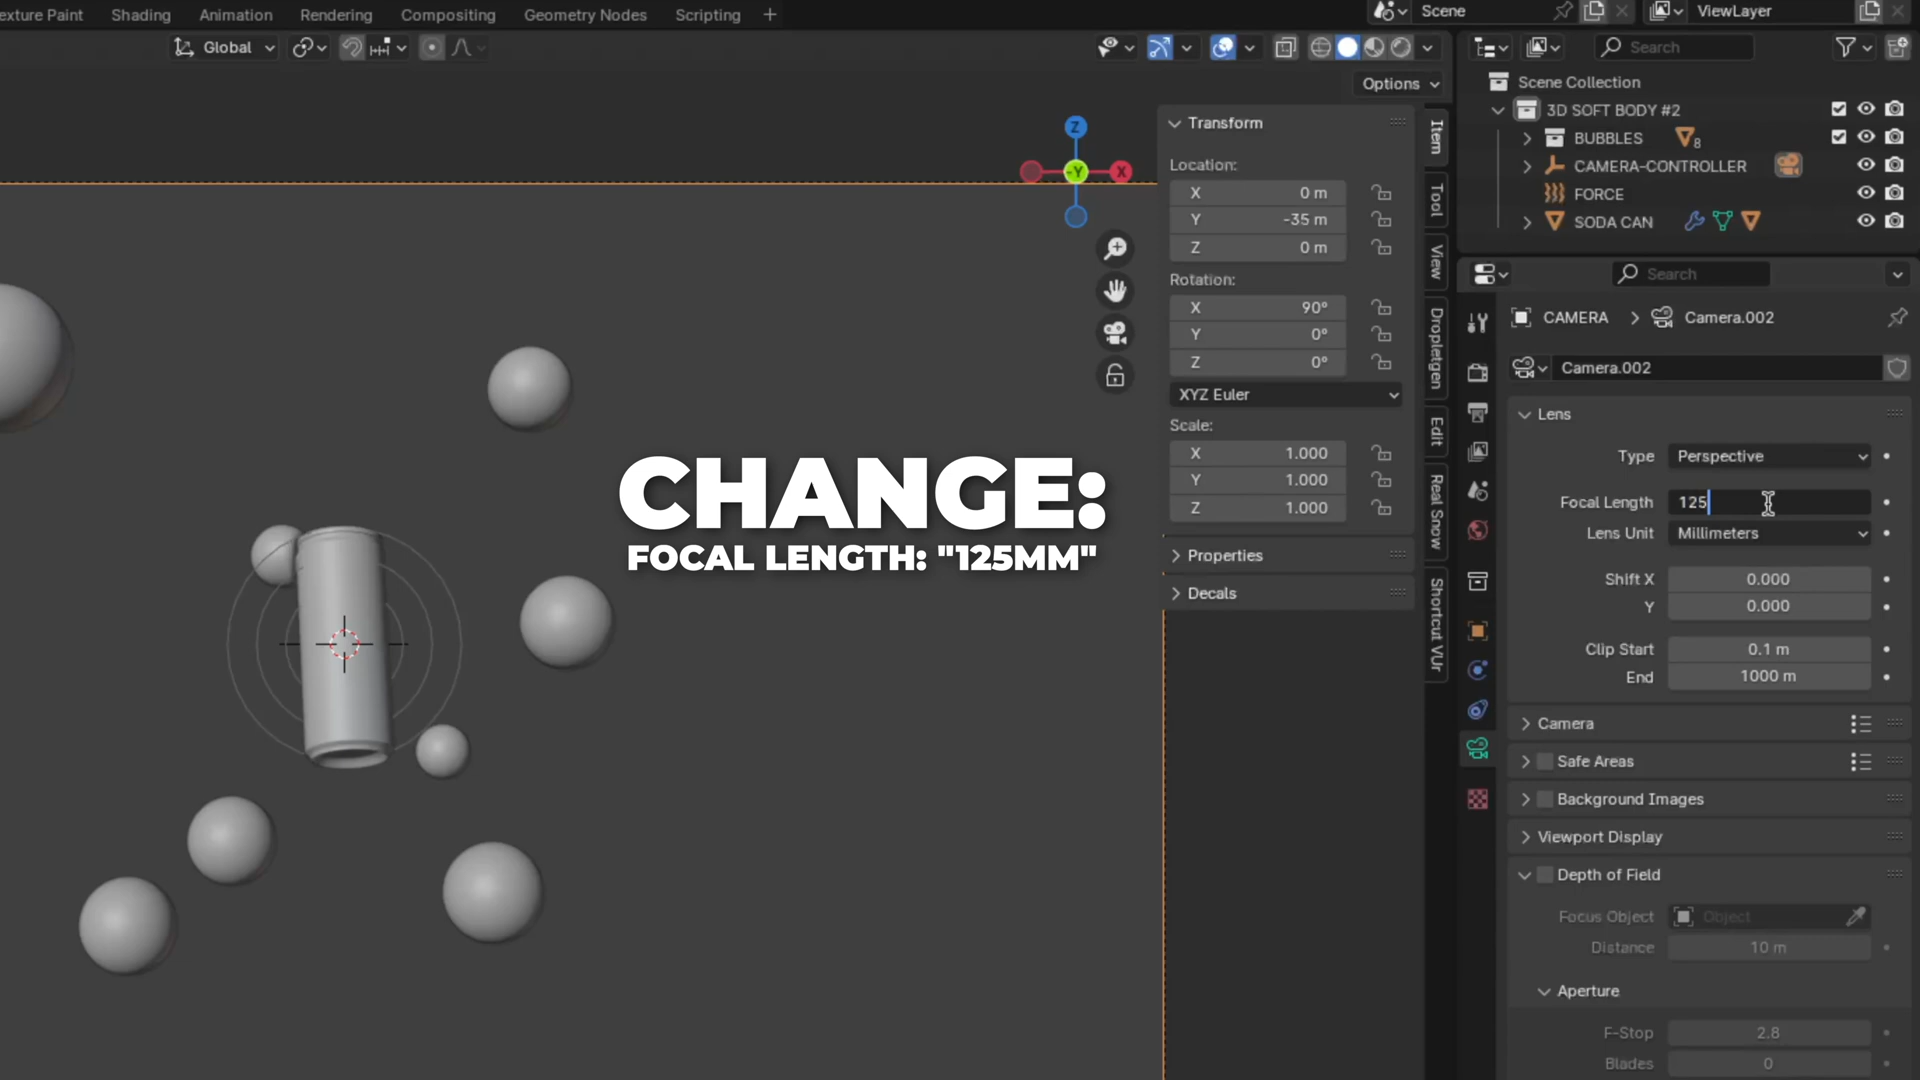 exture Paint Shading Animation Rendering Compositing Geometry Nodes Scripting +
Scene
ViewLayer
Global
Search
Options
Scene Collection
3D SOFT BODY #2
BUBBLES 8
CAMERA-CONTROLLER
FORCE
SODA CAN
Z
-Y
X
Transform
Location:
X 0 m
Y -35 m
Z 0 m
Rotation:
X 90°
Y 0°
Z 0°
XYZ Euler
Scale:
X 1.000
Y 1.000
Z 1.000
Properties
Decals
Item
Tool
View
Dropletgen
Edit
Real Snow
Shortcut VUr
CHANGE:
FOCAL LENGTH: "125MM"
Search
CAMERA > Camera.002
Camera.002
Lens
Type Perspective
Focal Length 125
Lens Unit Millimeters
Shift X 0.000
Y 0.000
Clip Start 0.1 m
End 1000 m
Camera
Safe Areas
Background Images
Viewport Display
Depth of Field
Focus Object Object
Distance 10 m
Aperture
F-Stop 2.8
Blades 0